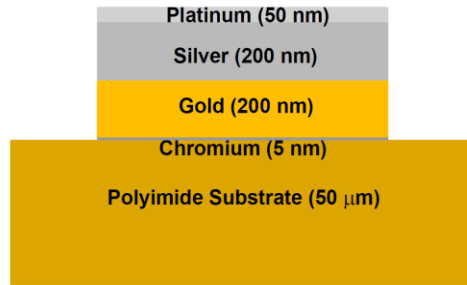 Platinum (50 nm)
Silver (200 nm)
Gold (200 nm)
Chromium (5 nm)
Polyimide Substrate (50 μm)